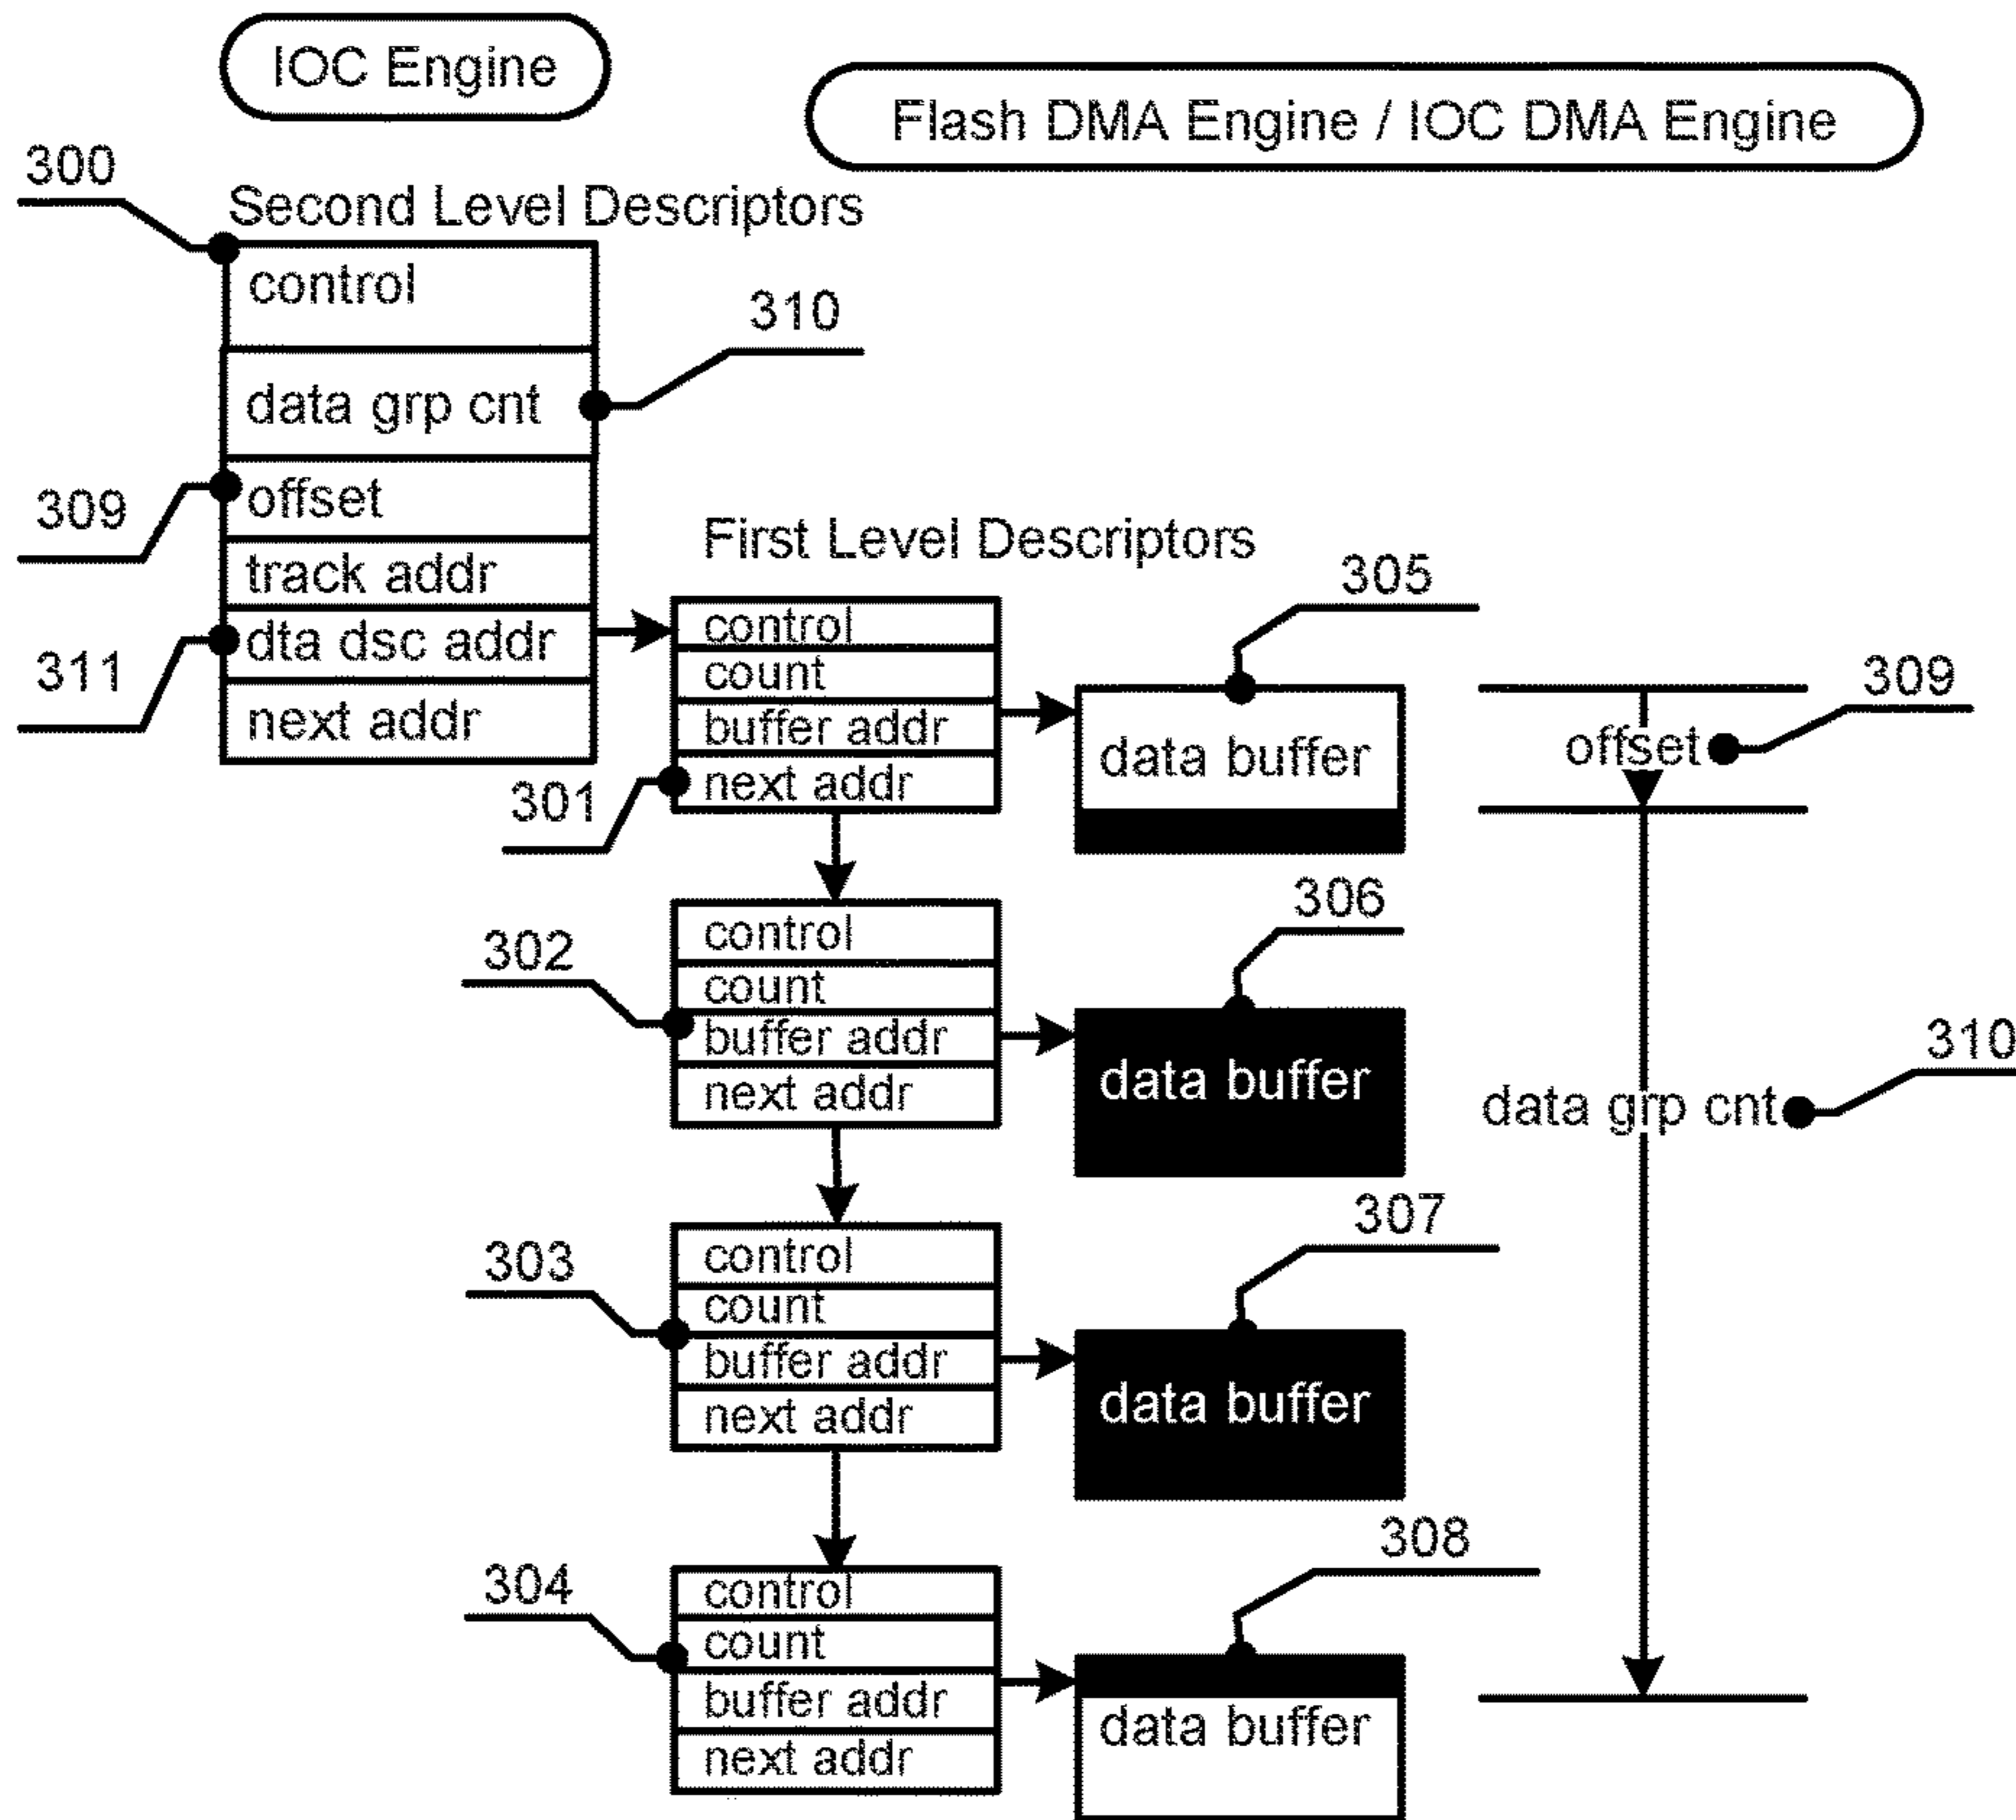 IOC Engine
Flash DMA Engine / IOC DMA Engine
300
Second Level Descriptors
control
310
data grp cnt
309
offset
track addr
311
dta dsc addr
next addr
First Level Descriptors
305
control
count
buffer addr
next addr
301
data buffer
309
offset
306
302
control
count
buffer addr
next addr
data buffer
310
data grp cnt
307
303
control
count
buffer addr
next addr
data buffer
308
304
control
count
buffer addr
next addr
data buffer